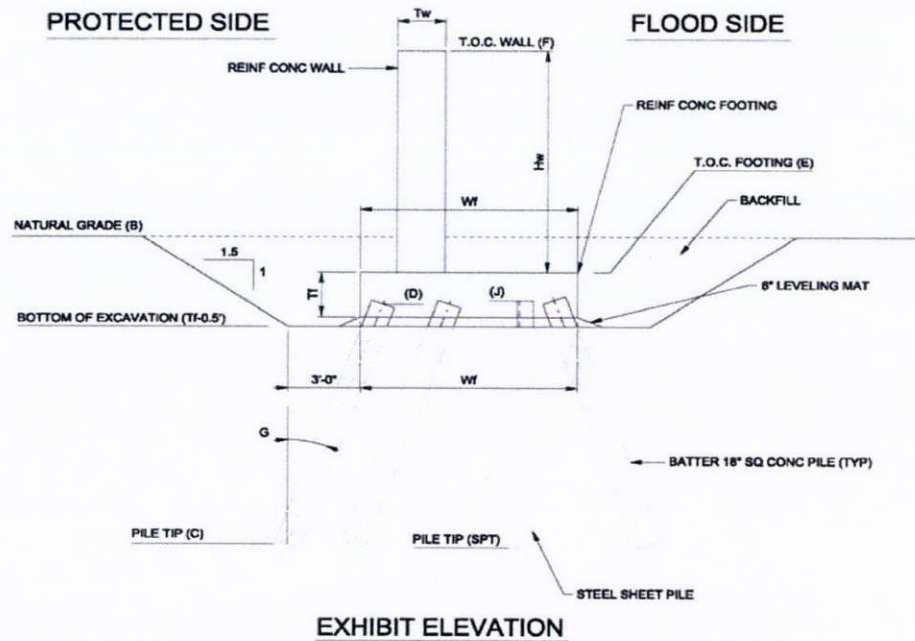 PROTECTED SIDE
Tw
FLOOD SIDE
T.O.C. WALL (F)
REINF CONC WALL
REINF CONC FOOTING
Hw
T.O.C. FOOTING (E)
Wf
BACKFILL
NATURAL GRADE (B)
1.5
1
Tf
(D)
(J)
6" LEVELING MAT
BOTTOM OF EXCAVATION (Tf-0.5')
3'-0"
Wf
G
BATTER 18" SQ CONC PILE (TYP)
PILE TIP (C)
PILE TIP (SPT)
STEEL SHEET PILE
EXHIBIT ELEVATION